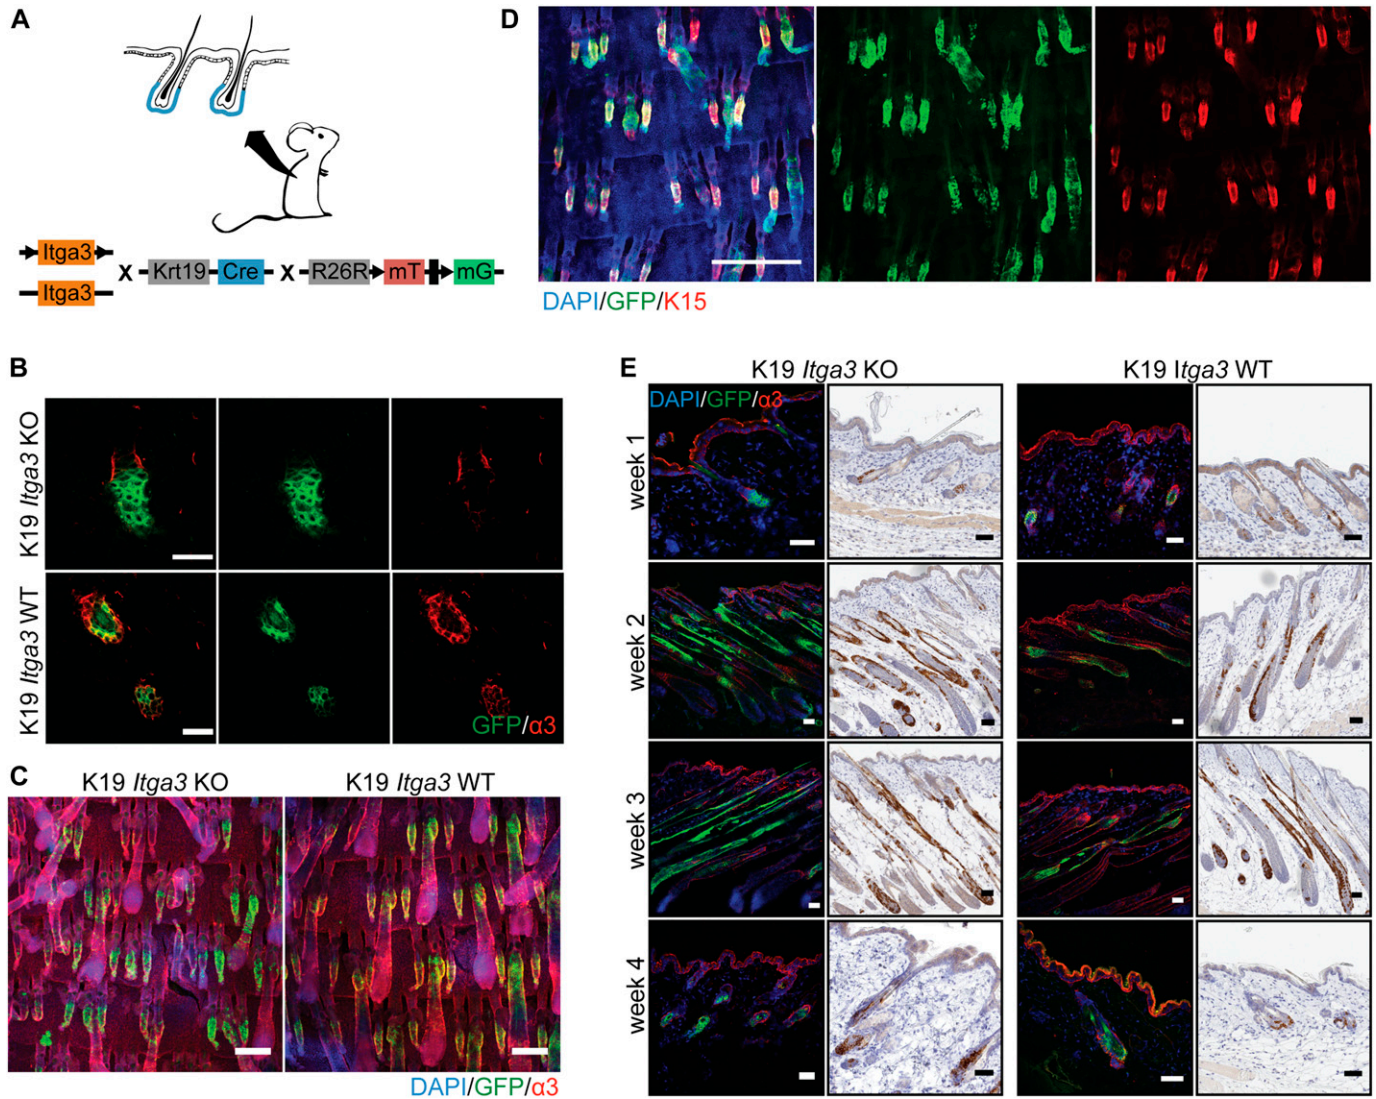 A
Itga3
Itga3
X
Krt19
Cre
X
R26R
mT
mG
B
K19 Itga3 KO
K19 Itga3 WT
GFP/α3
C
K19 Itga3 KO
K19 Itga3 WT
DAPI/GFP/α3
D
DAPI/GFP/K15
E
K19 Itga3 KO
K19 Itga3 WT
DAPI/GFP/α3
week 1
week 2
week 3
week 4